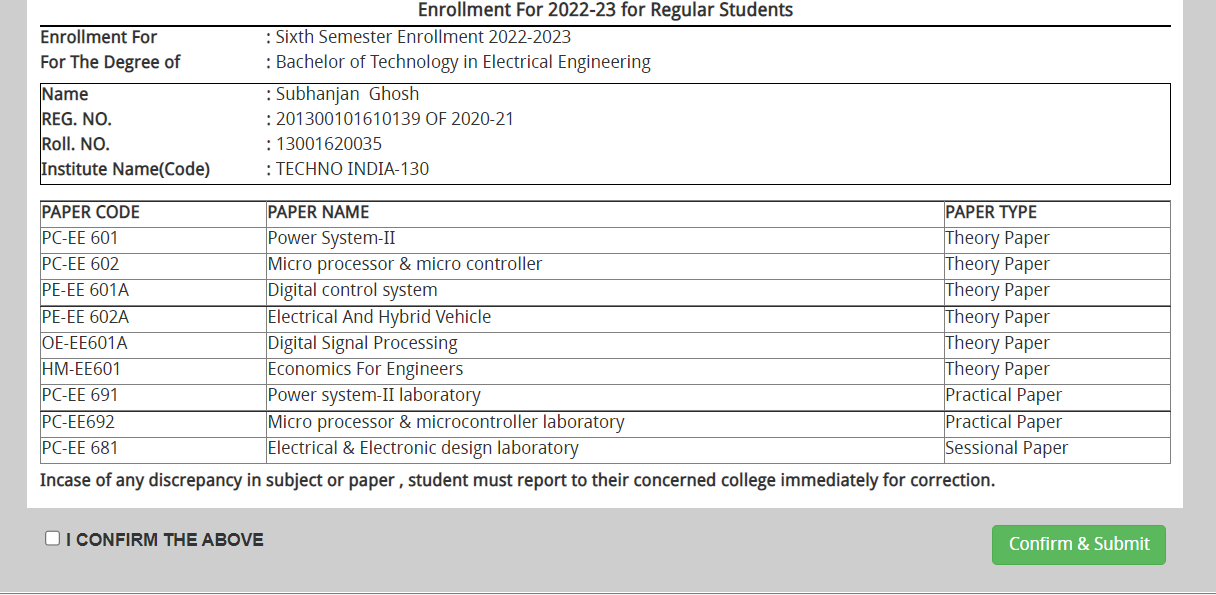 Enrollment For 2022-23 for Regular Students
Enrollment For : Sixth Semester Enrollment 2022-2023
For The Degree of : Bachelor of Technology in Electrical Engineering
Name : Subhanjan Ghosh
REG. NO. : 201300101610139 OF 2020-21
Roll. NO. : 13001620035
Institute Name(Code) : TECHNO INDIA-130
PAPER CODE PAPER NAME PAPER TYPE
PC-EE 601 Power System-II Theory Paper
PC-EE 602 Micro processor & micro controller Theory Paper
PE-EE 601A Digital control system Theory Paper
PE-EE 602A Electrical And Hybrid Vehicle Theory Paper
OE-EE601A Digital Signal Processing Theory Paper
HM-EE601 Economics For Engineers Theory Paper
PC-EE 691 Power system-II laboratory Practical Paper
PC-EE692 Micro processor & microcontroller laboratory Practical Paper
PC-EE 681 Electrical & Electronic design laboratory Sessional Paper
Incase of any discrepancy in subject or paper , student must report to their concerned college immediately for correction.
I CONFIRM THE ABOVE Confirm & Submit